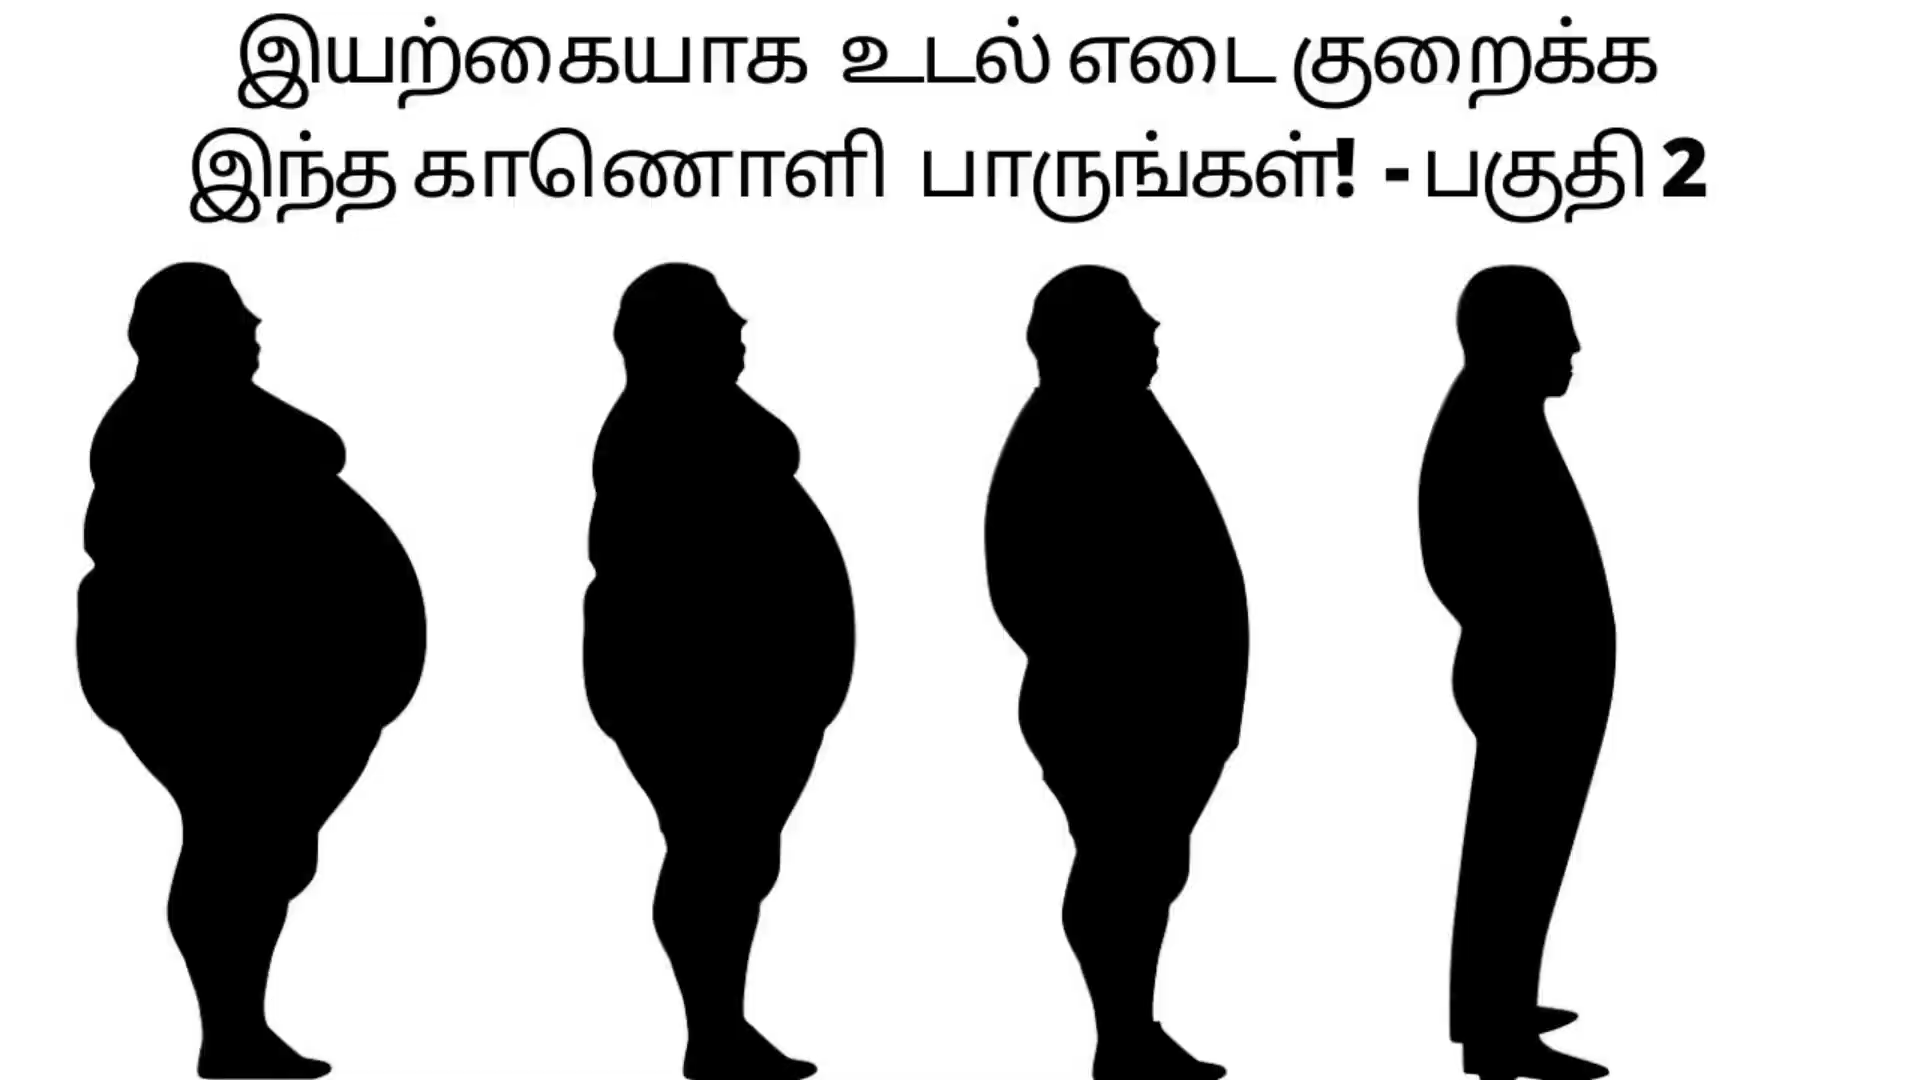 இயற்கையாக உடல் எடை குறைக்க
இந்த காணொளி பாருங்கள்! - பகுதி 2